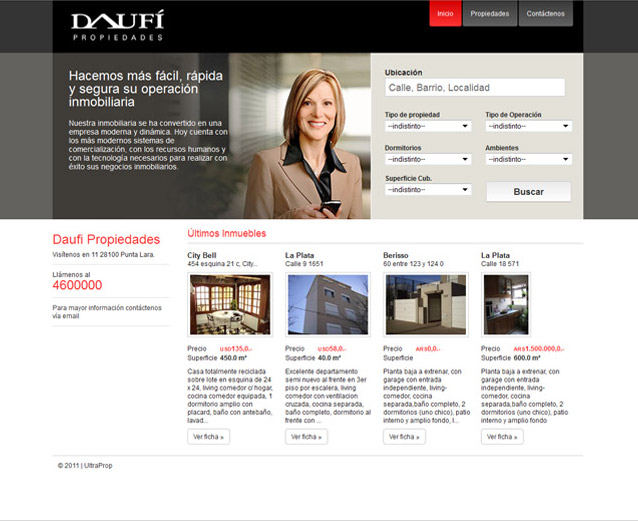 DAUFÍ
PROPIEDADES
Inicio
Propiedades
Contáctenos
Hacemos más fácil, rápida
y segura su operación
inmobiliaria
Nuestra inmobiliaria se ha convertido en una
empresa moderna y dinámica. Hoy cuenta con
los más modernos sistemas de
comercialización, con los recursos humanos y
con la tecnología necesarios para realizar con
éxito sus negocios inmobiliarios.
Ubicación
Calle, Barrio, Localidad
Tipo de propiedad
--indistinto--
Tipo de Operación
--indistinto--
Dormitorios
--indistinto--
Ambientes
--indistinto--
Superficie Cub.
--indistinto--
Buscar
Daufi Propiedades
Visítenos en 11 28100 Punta Lara.
Llámenos al
4600000
Para mayor información contáctenos
vía email
Últimos Inmuebles
City Bell
454 esquina 21 c, City...
Precio USD135,0.-
Superficie 450.0 m²
Casa totalmente reciclada
sobre lote en esquina de 24
x 24, living comedor c/ hogar,
cocina comedor equipada, 1
dormitorio amplio con
placard, baño con antebaño,
lavad...
Ver ficha »
La Plata
Calle 9 1651
Precio USD58,0.-
Superficie 40.0 m²
Excelente departamento
semi nuevo al frente en 3er
piso por escalera, living
comedor con ventilacion
cruzada, cocina separada,
baño completo, dormitorio al
frente con ...
Ver ficha »
Berisso
60 entre 123 y 124 0
Precio ARS0,0.-
Superficie
Planta baja a extrenar, con
garage con entrada
independiente, living-
comedor, cocina
separada,baño completo, 2
dormitorios (uno chico), patio
interno y amplio fondo, l...
Ver ficha »
La Plata
Calle 18 571
Precio ARS1.500.000,0.-
Superficie 600.0 m²
Planta baja a extrenar, con
garage con entrada
independiente, living-
comedor, cocina
separada,baño completo, 2
dormitorios (uno chico), patio
interno y amplio fondo l
Ver ficha »
© 2011 | UltraProp